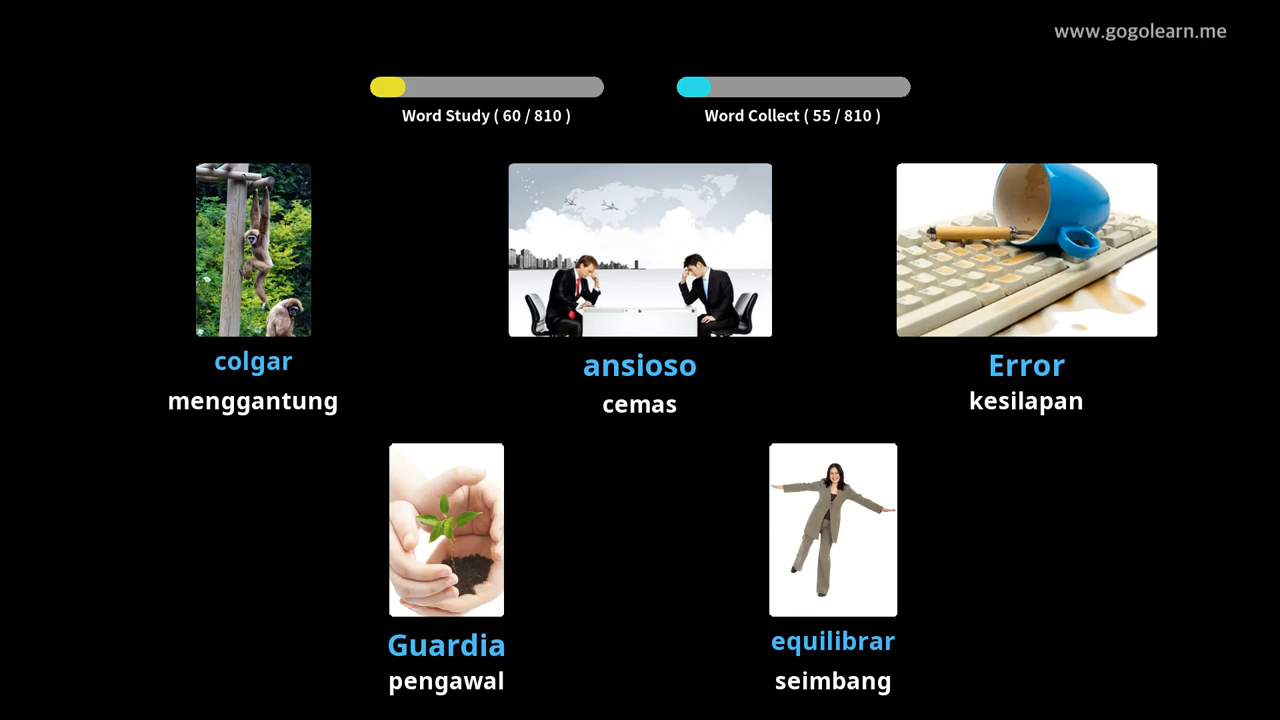 www.gogolearn.me
Word Study ( 60 / 810 )
Word Collect ( 55 / 810 )
colgar
menggantung
ansioso
cemas
Error
kesilapan
Guardia
pengawal
equilibrar
seimbang